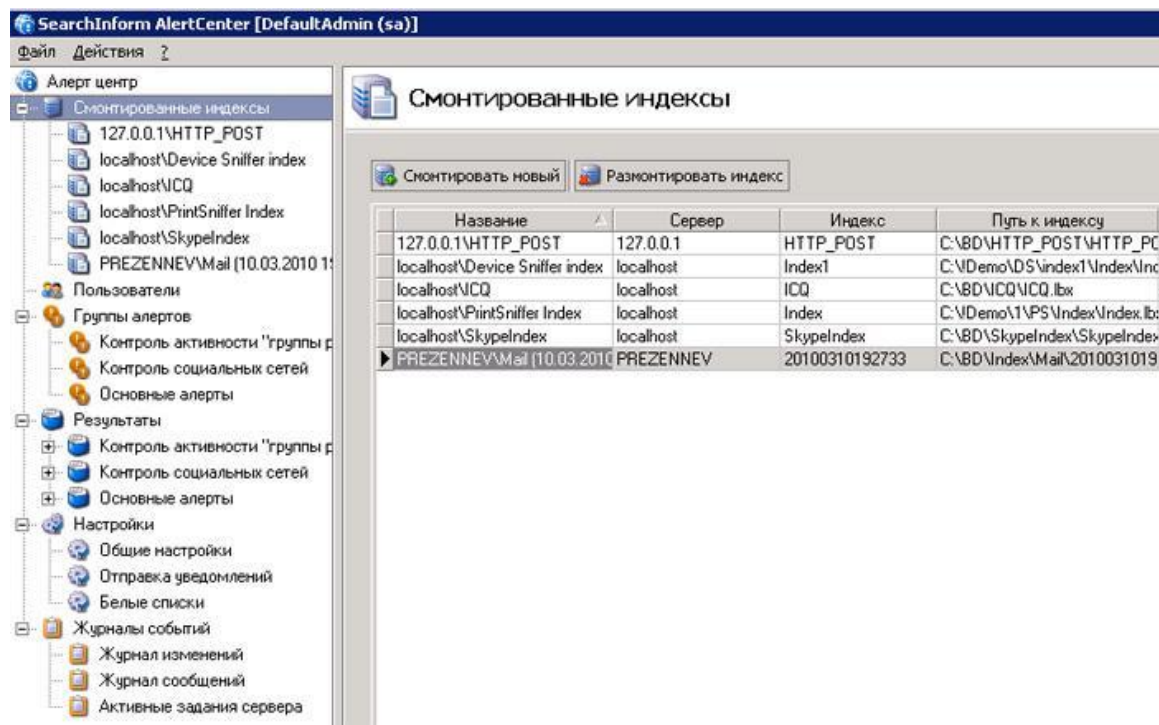 SearchInform AlertCenter [DefaultAdmin (sa)]
Файл Действия ?
Алерт центр
Смонтированные индексы
127.0.0.1\HTTP_POST
localhost\Device Sniffer index
localhost\ICQ
localhost\PrintSniffer Index
localhost\SkypeIndex
PREZENNEV\Mail (10.03.2010 1
Пользователи
Группы алертов
Контроль активности "группы р
Контроль социальных сетей
Основные алерты
Результаты
Контроль активности "группы р
Контроль социальных сетей
Основные алерты
Настройки
Общие настройки
Отправка уведомлений
Белые списки
Журналы событий
Журнал изменений
Журнал сообщений
Активные задания сервера
Смонтированные индексы
Смонтировать новый Размонтировать индекс
Название Сервер Индекс Путь к индексу
127.0.0.1\HTTP_POST 127.0.0.1 HTTP_POST C:\BD\HTTP_POST\HTTP_PO
localhost\Device Sniffer index localhost Index1 C:\!Demo\DS\index1\Index\Inc
localhost\ICQ localhost ICQ C:\BD\ICQ\ICQ.lbx
localhost\PrintSniffer Index localhost Index C:\!Demo\1\PS\Index\Index.lb
localhost\SkypeIndex localhost SkypeIndex C:\BD\SkypeIndex\SkypeIndex
PREZENNEV\Mail (10.03.2010 PREZENNEV 20100310192733 C:\BD\Index\Mail\2010031019